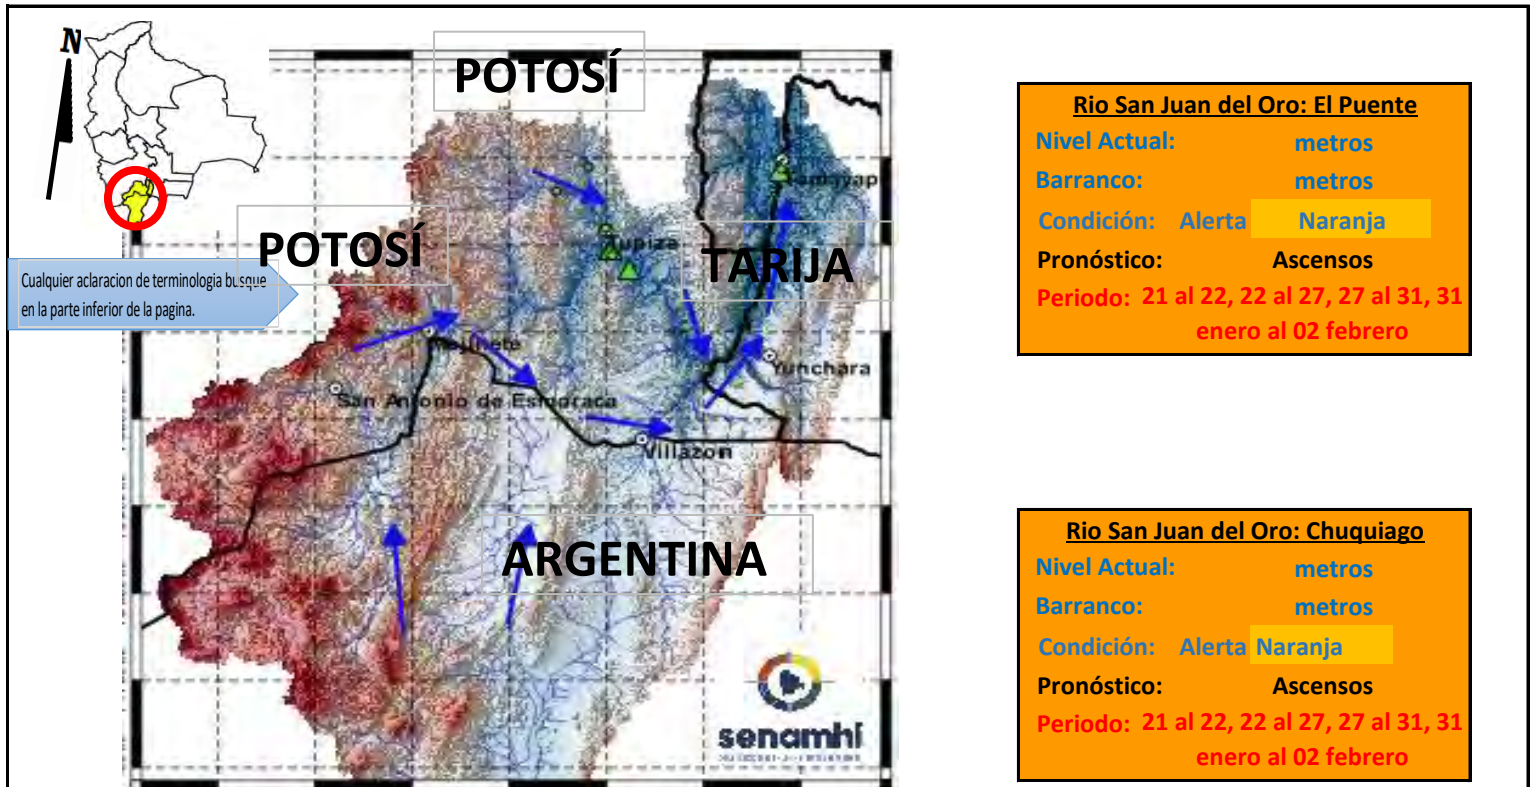 N
POTOSÍ
POTOSÍ
TARIJA
ARGENTINA
Cualquier aclaracion de terminologia busque
en la parte inferior de la pagina.
Tupiza
Yunchara
San Antonio de Esmoraca
Villazon
senamhi
Rio San Juan del Oro: El Puente
Nivel Actual: metros
Barranco: metros
Condición: Alerta Naranja
Pronóstico: Ascensos
Periodo: 21 al 22, 22 al 27, 27 al 31, 31
enero al 02 febrero
Rio San Juan del Oro: Chuquiago
Nivel Actual: metros
Barranco: metros
Condición: Alerta Naranja
Pronóstico: Ascensos
Periodo: 21 al 22, 22 al 27, 27 al 31, 31
enero al 02 febrero